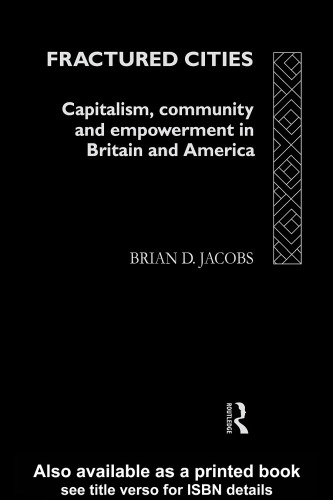 FRACTURED CITIES
Capitalism, community
and empowerment in
Britain and America
BRIAN D. JACOBS
ROUTLEDGE
Also available as a printed book
see title verso for ISBN details